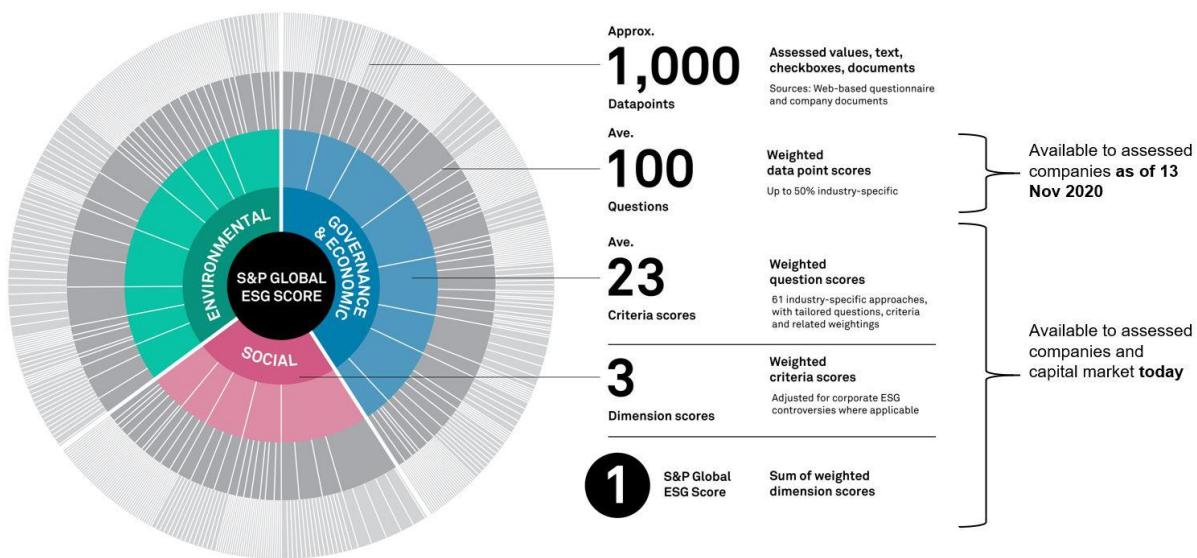 ENVIRONMENTAL
GOVERNANCE
& ECONOMIC
S&P GLOBAL
ESG SCORE
SOCIAL
Approx.
1,000
Datapoints
Assessed values, text,
checkboxes, documents
Sources: Web-based questionnaire
and company documents
Ave.
100
Questions
Weighted
data point scores
Up to 50% industry-specific
Available to assessed
companies as of 13
Nov 2020
Ave.
23
Criteria scores
Weighted
question scores
61 industry-specific approaches,
with tailored questions, criteria
and related weightings
3
Dimension scores
Weighted
criteria scores
Adjusted for corporate ESG
controversies where applicable
Available to assessed
companies and
capital market today
1
S&P Global
ESG Score
Sum of weighted
dimension scores